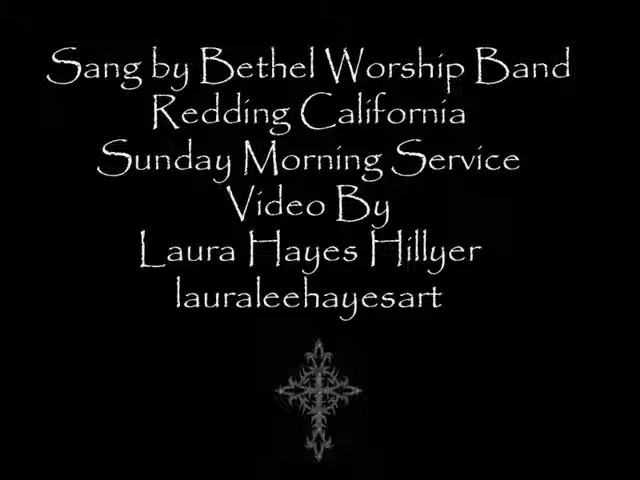 Sang by Bethel Worship Band
Redding California
Sunday Morning Service
Video By
Laura Hayes Hillyer
lauraleehayesart